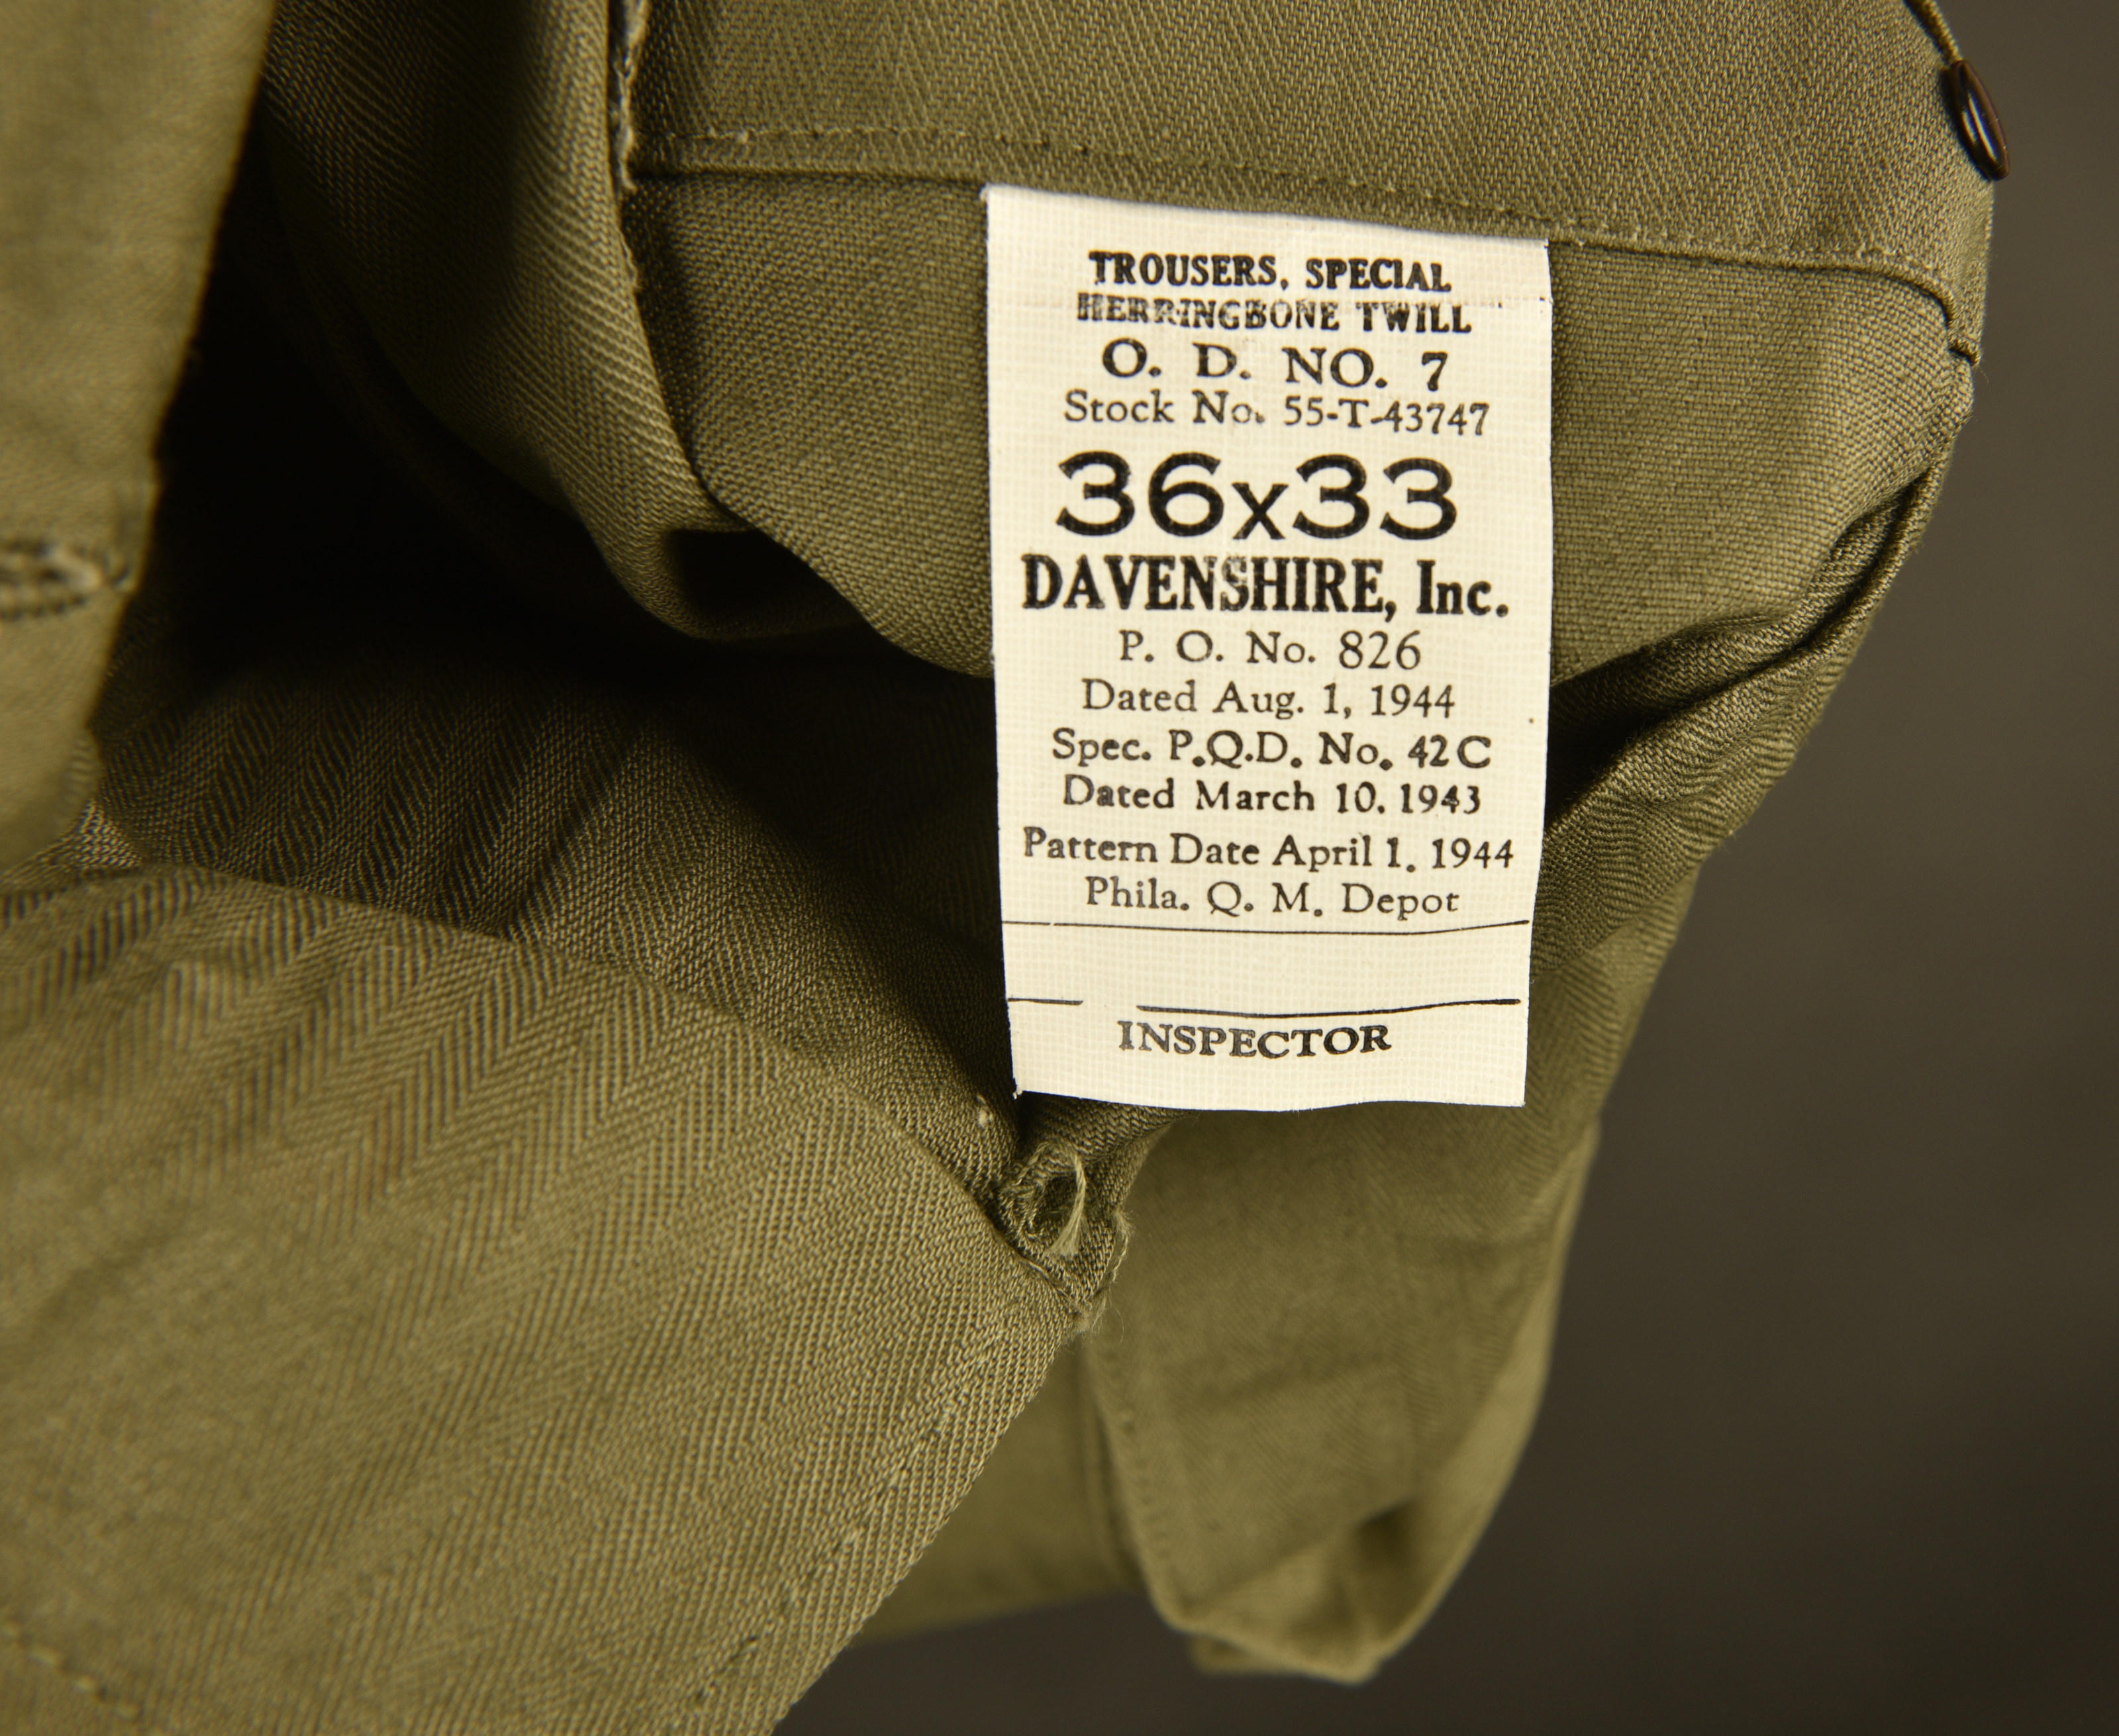 TROUSERS, SPECIAL
HERRINGBONE TWILL
O. D. NO. 7
Stock No. 55-T-43747
36x33
DAVENSHIRE, Inc.
P. O. No. 826
Dated Aug. 1, 1944
Spec. P.Q.D. No. 42C
Dated March 10, 1943
Pattern Date April 1, 1944
Phila. Q. M. Depot
INSPECTOR